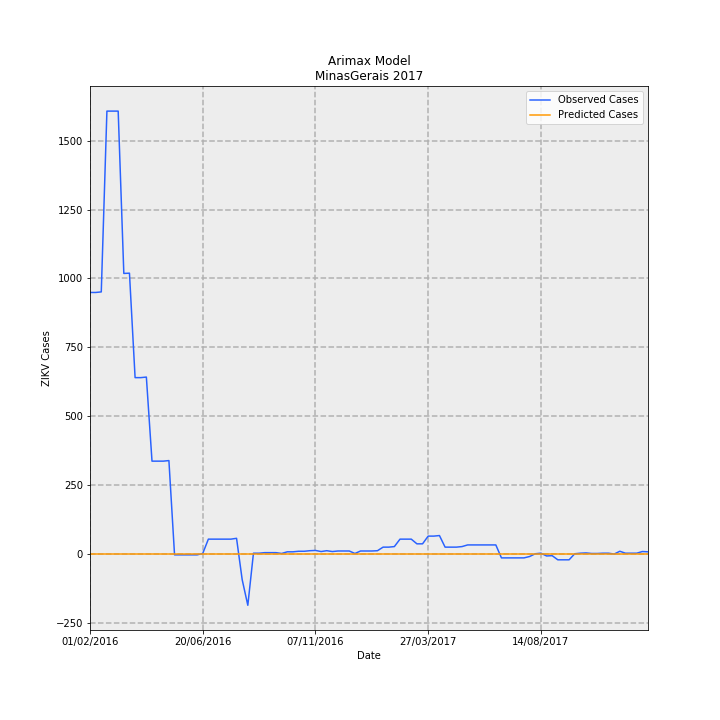 Arimax Model
MinasGerais 2017
Observed Cases
Predicted Cases
ZIKV Cases
1500
1250
1000
750
500
250
0
−250
01/02/2016
20/06/2016
07/11/2016
27/03/2017
14/08/2017
Date